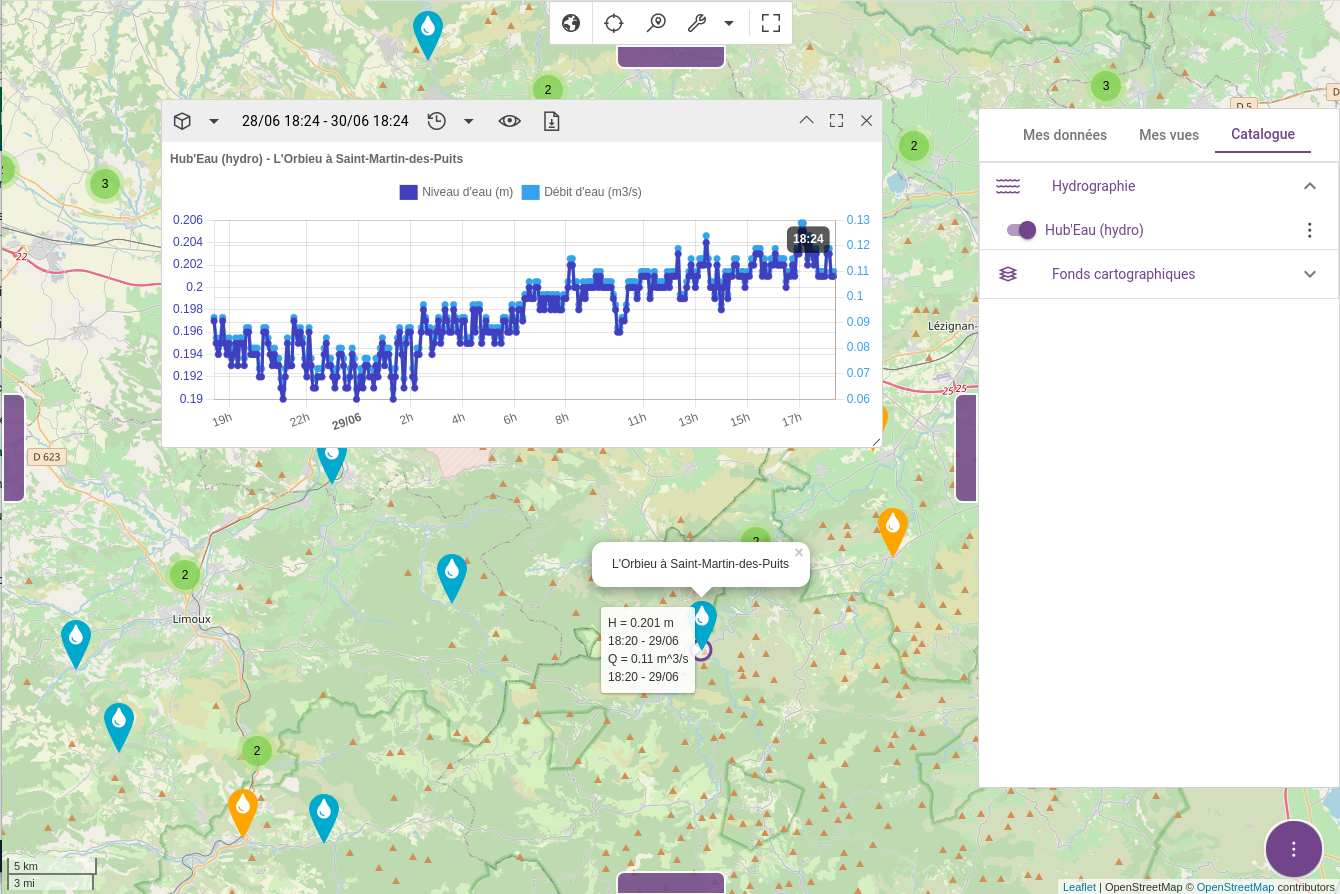 2
3
D 5
D
2
3
2
28/06 18:24 - 30/06 18:24
Hub'Eau (hydro) - L'Orbieu à Saint-Martin-des-Puits
Niveau d'eau (m)
Débit d'eau (m3/s)
0.206
0.204
0.202
0.2
0.198
0.196
0.194
0.192
0.19
0.13
0.12
0.11
0.1
0.09
0.08
0.07
0.06
18:24
19h
22h
29/06
2h
4h
6h
8h
11h
13h
15h
17h
Mes données
Mes vues
Catalogue
Hydrographie
Hub'Eau (hydro)
Fonds cartographiques
22
Lézignan-
25
25
D 623
2
2
Limoux
L'Orbieu à Saint-Martin-des-Puits
×
H = 0.201 m
18:20 - 29/06
Q = 0.11 m^3/s
18:20 - 29/06
2
5 km
3 mi
Leaflet | OpenStreetMap © OpenStreetMap contributors